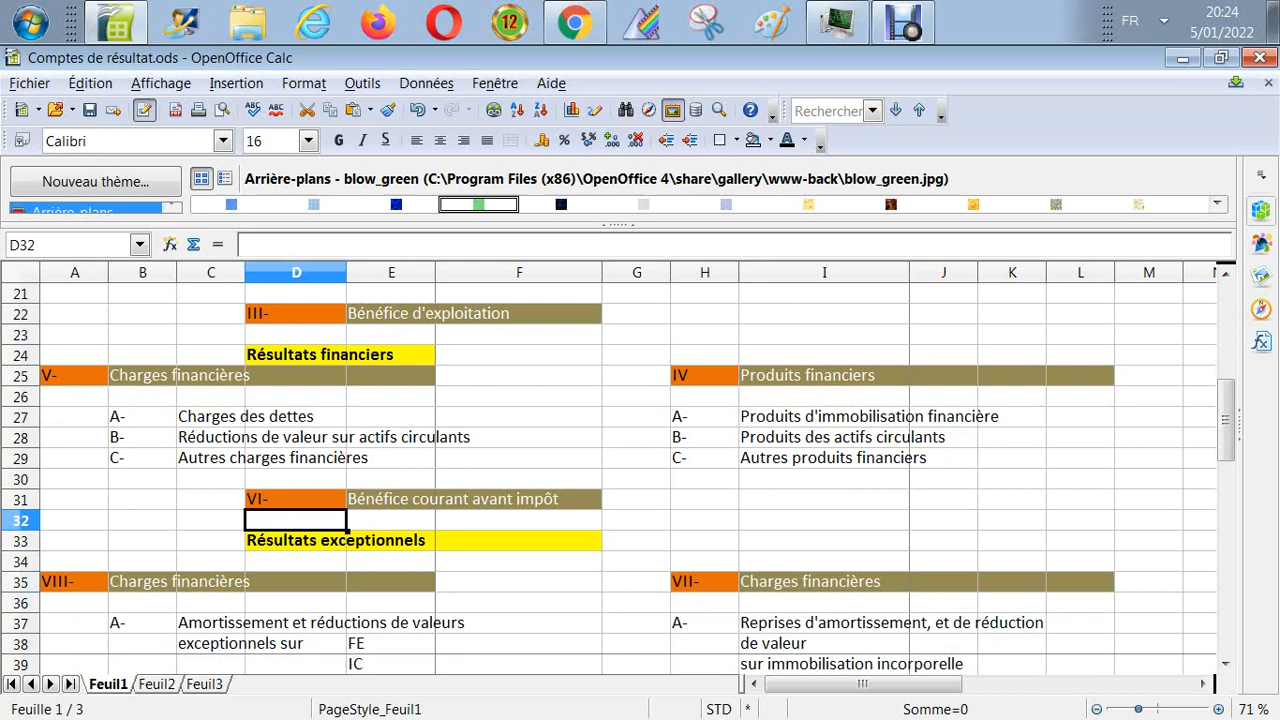 12
FR
20:24
5/01/2022
Comptes de résultat.ods - OpenOffice Calc
Fichier Édition Affichage Insertion Format Outils Données Fenêtre Aide
Rechercher
Calibri 16 G I S
Nouveau thème... Arrière-plans - blow_green (C:\Program Files (x86)\OpenOffice 4\share\gallery\www-back\blow_green.jpg)
Arrière-plans
D32
A B C D E F G H I J K L M N
21
22 III- Bénéfice d'exploitation
23
24 Résultats financiers
25 V- Charges financières IV Produits financiers
26
27 A- Charges des dettes A- Produits d'immobilisation financière
28 B- Réductions de valeur sur actifs circulants B- Produits des actifs circulants
29 C- Autres charges financières C- Autres produits financiers
30
31 VI- Bénéfice courant avant impôt
32
33 Résultats exceptionnels
34
35 VIII- Charges financières VII- Charges financières
36
37 A- Amortissement et réductions de valeurs A- Reprises d'amortissement, et de réduction
38 exceptionnels sur FE de valeur
39 IC sur immobilisation incorporelle
Feuil1 Feuil2 Feuil3
Feuille 1 / 3 PageStyle_Feuil1 STD * Somme=0 71 %